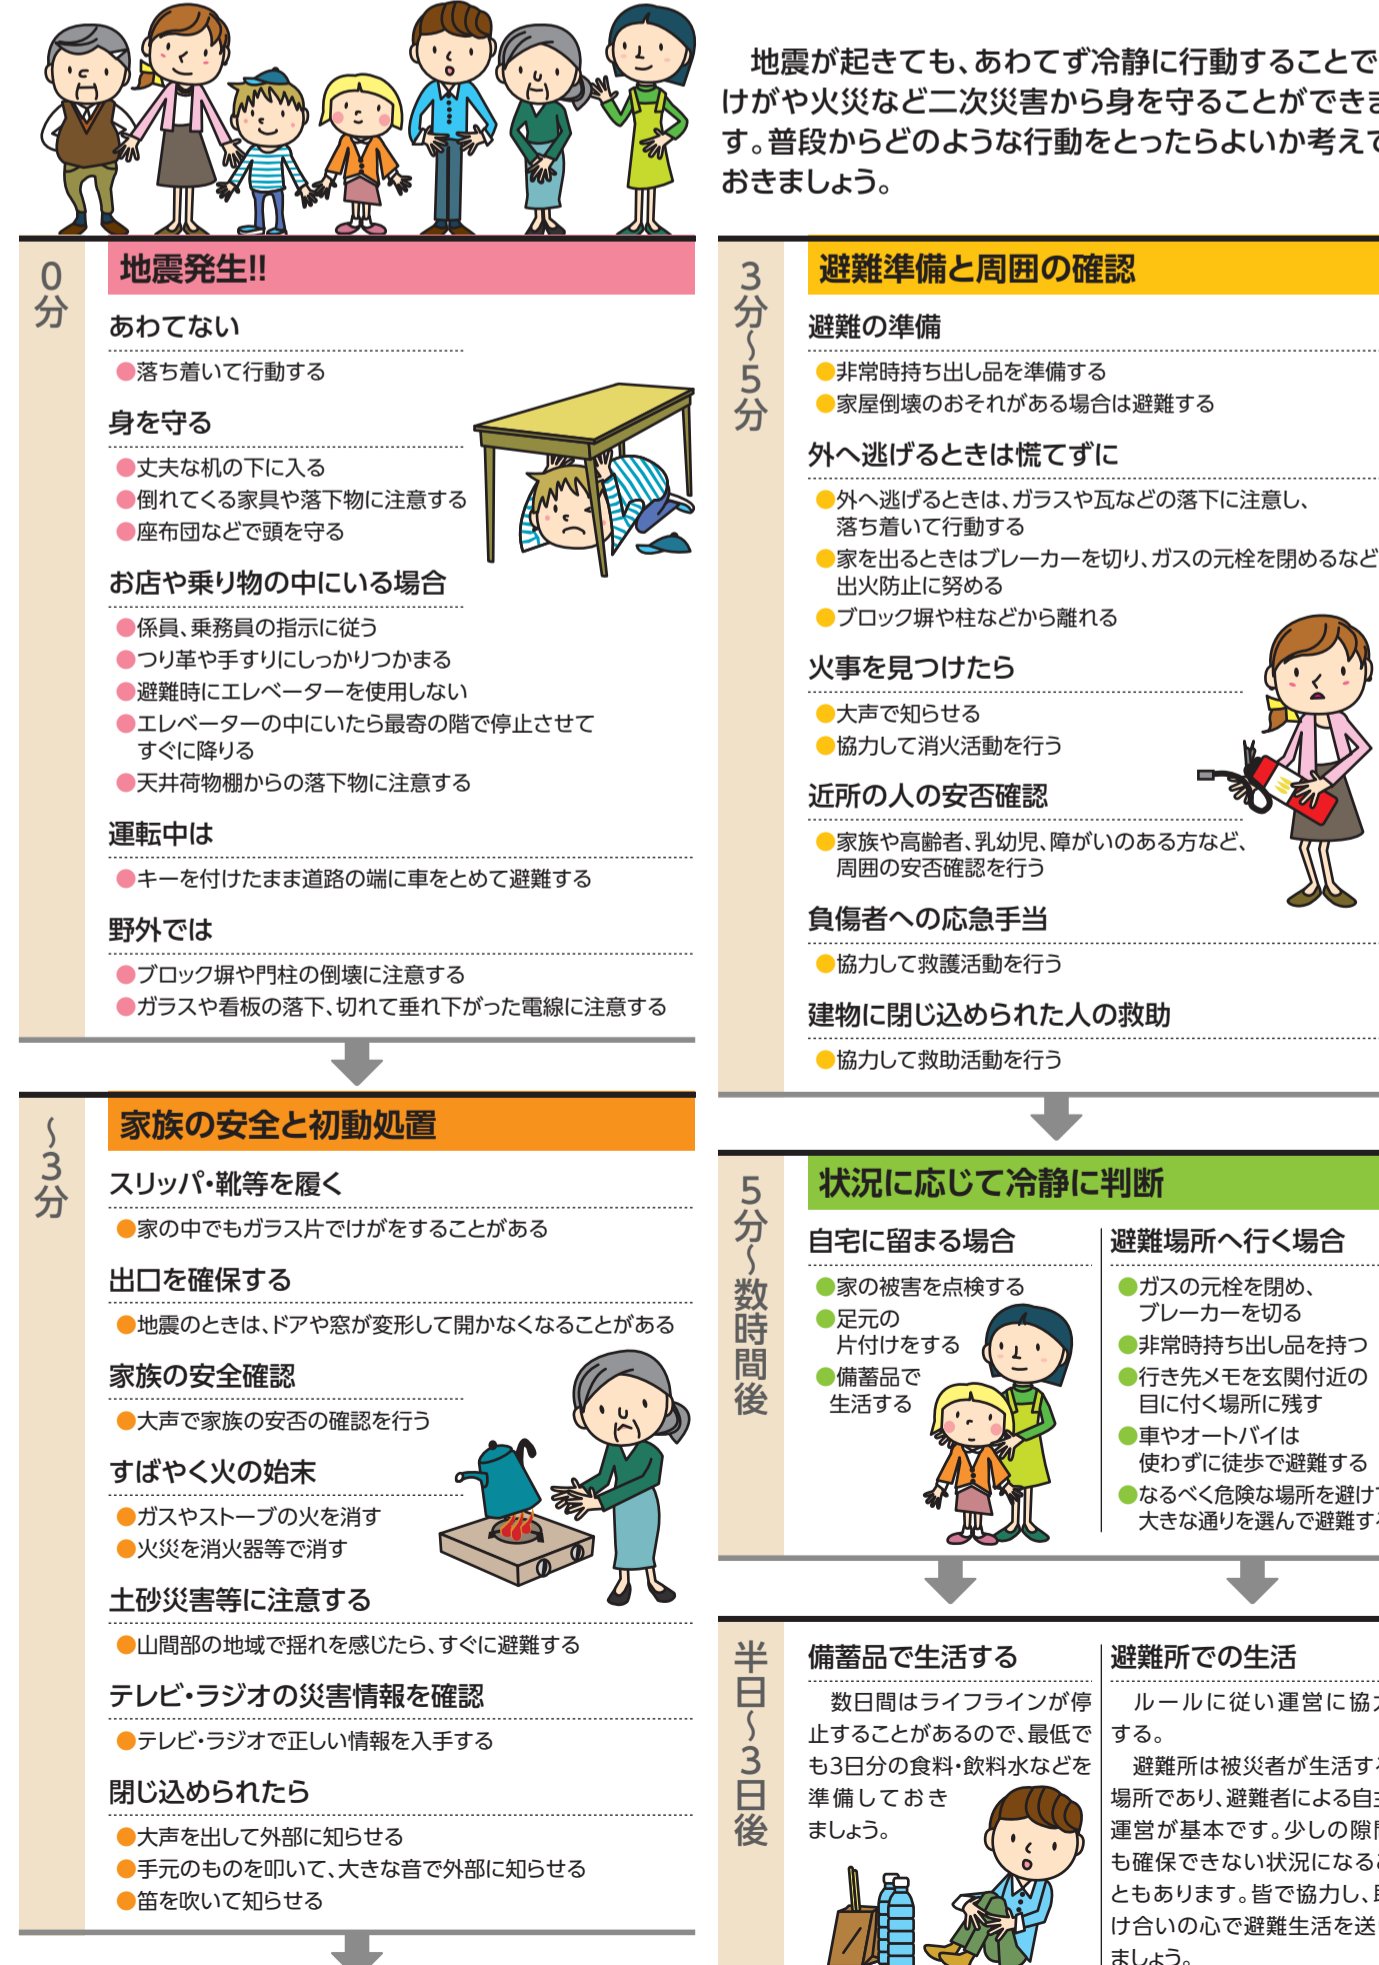 地震が起きても、あわてず冷静に行動することで
けがや火災など二次災害から身を守ることができま
す。普段からどのような行動をとったらよいか考えて
おきましょう。
0分
地震発生!!
あわてない
●落ち着いて行動する
身を守る
●丈夫な机の下に入る
●倒れてくる家具や落下物に注意する
●座布団などで頭を守る
お店や乗り物の中にいる場合
●係員、乗務員の指示に従う
●つり革や手すりにしっかりつかまる
●避難時にエレベーターを使用しない
●エレベーターの中にいたら最寄の階で停止させて
すぐに降りる
●天井荷物棚からの落下物に注意する
運転中は
●キーを付けたまま道路の端に車をとめて避難する
野外では
●ブロック塀や門柱の倒壊に注意する
●ガラスや看板の落下、切れて垂れ下がった電線に注意する
〜3分
家族の安全と初動処置
スリッパ・靴等を履く
●家の中でもガラス片でけがをすることがある
出口を確保する
●地震のときは、ドアや窓が変形して開かなくなることがある
家族の安全確認
●大声で家族の安否の確認を行う
すばやく火の始末
●ガスやストーブの火を消す
●火災を消火器等で消す
土砂災害等に注意する
●山間部の地域で揺れを感じたら、すぐに避難する
テレビ・ラジオの災害情報を確認
●テレビ・ラジオで正しい情報を入手する
閉じ込められたら
●大声を出して外部に知らせる
●手元のものを叩いて、大きな音で外部に知らせる
●笛を吹いて知らせる
3分〜5分
避難準備と周囲の確認
避難の準備
●非常時持ち出し品を準備する
●家屋倒壊のおそれがある場合は避難する
外へ逃げるときは慌てずに
●外へ逃げるときは、ガラスや瓦などの落下に注意し、
落ち着いて行動する
●家を出るときはブレーカーを切り、ガスの元栓を閉めるなど
出火防止に努める
●ブロック塀や柱などから離れる
火事を見つけたら
●大声で知らせる
●協力して消火活動を行う
近所の人の安否確認
●家族や高齢者、乳幼児、障がいのある方など、
周囲の安否確認を行う
負傷者への応急手当
●協力して救護活動を行う
建物に閉じ込められた人の救助
●協力して救助活動を行う
5分〜数時間後
状況に応じて冷静に判断
自宅に留まる場合
●家の被害を点検する
●足元の
片付けをする
●備蓄品で
生活する
避難場所へ行く場合
●ガスの元栓を閉め、
ブレーカーを切る
●非常時持ち出し品を持つ
●行き先メモを玄関付近の
目に付く場所に残す
●車やオートバイは
使わずに徒歩で避難する
●なるべく危険な場所を避けて
大きな通りを選んで避難する
半日〜3日後
備蓄品で生活する
数日間はライフラインが停
止することがあるので、最低で
も3日分の食料・飲料水などを
準備しておき
ましょう。
避難所での生活
ルールに従い運営に協力
する。
避難所は被災者が生活する
場所であり、避難者による自主
運営が基本です。少しの隙間
も確保できない状況になるこ
ともあります。皆で協力し、助
け合いの心で避難生活を送り
ましょう。